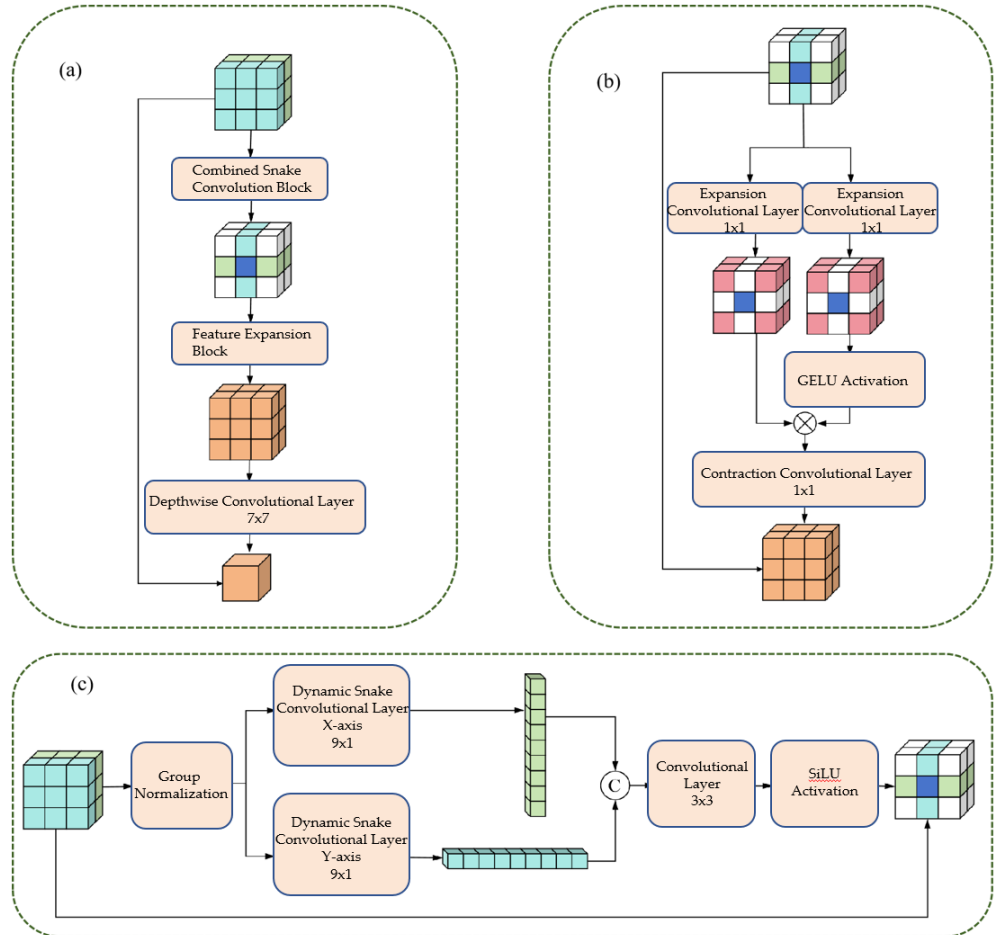 (a)
Combined Snake
Convolution Block
Feature Expansion
Block
Depthwise Convolutional Layer
7x7
(b)
Expansion
Convolutional Layer
1x1
Expansion
Convolutional Layer
1x1
GELU Activation
Contraction Convolutional Layer
1x1
(c)
Group
Normalization
Dynamic Snake
Convolutional Layer
X-axis
9x1
Dynamic Snake
Convolutional Layer
Y-axis
9x1
C
Convolutional
Layer
3x3
SiLU
Activation